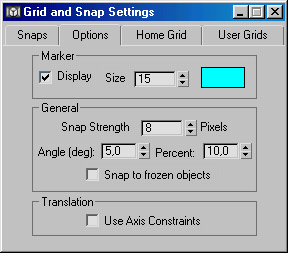 Grid and Snap Settings
Snaps Options Home Grid User Grids
Marker
Display Size 15
General
Snap Strength 8 Pixels
Angle (deg): 5,0 Percent: 10,0
Snap to frozen objects
Translation
Use Axis Constraints